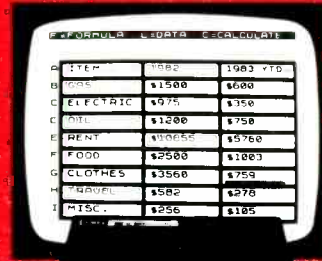 F=FORMULA L=DATA C=CALCULATE
A ITEM 1982 1983 YTD
B GAS $1500 $600
C ELECTRIC $975 $350
OIL $1200 $750
E RENT $5760
F FOOD $2500 $1003
G CLOTHES $3560 $759
H TRAVEL $582 $278
I MISC. $256 $105